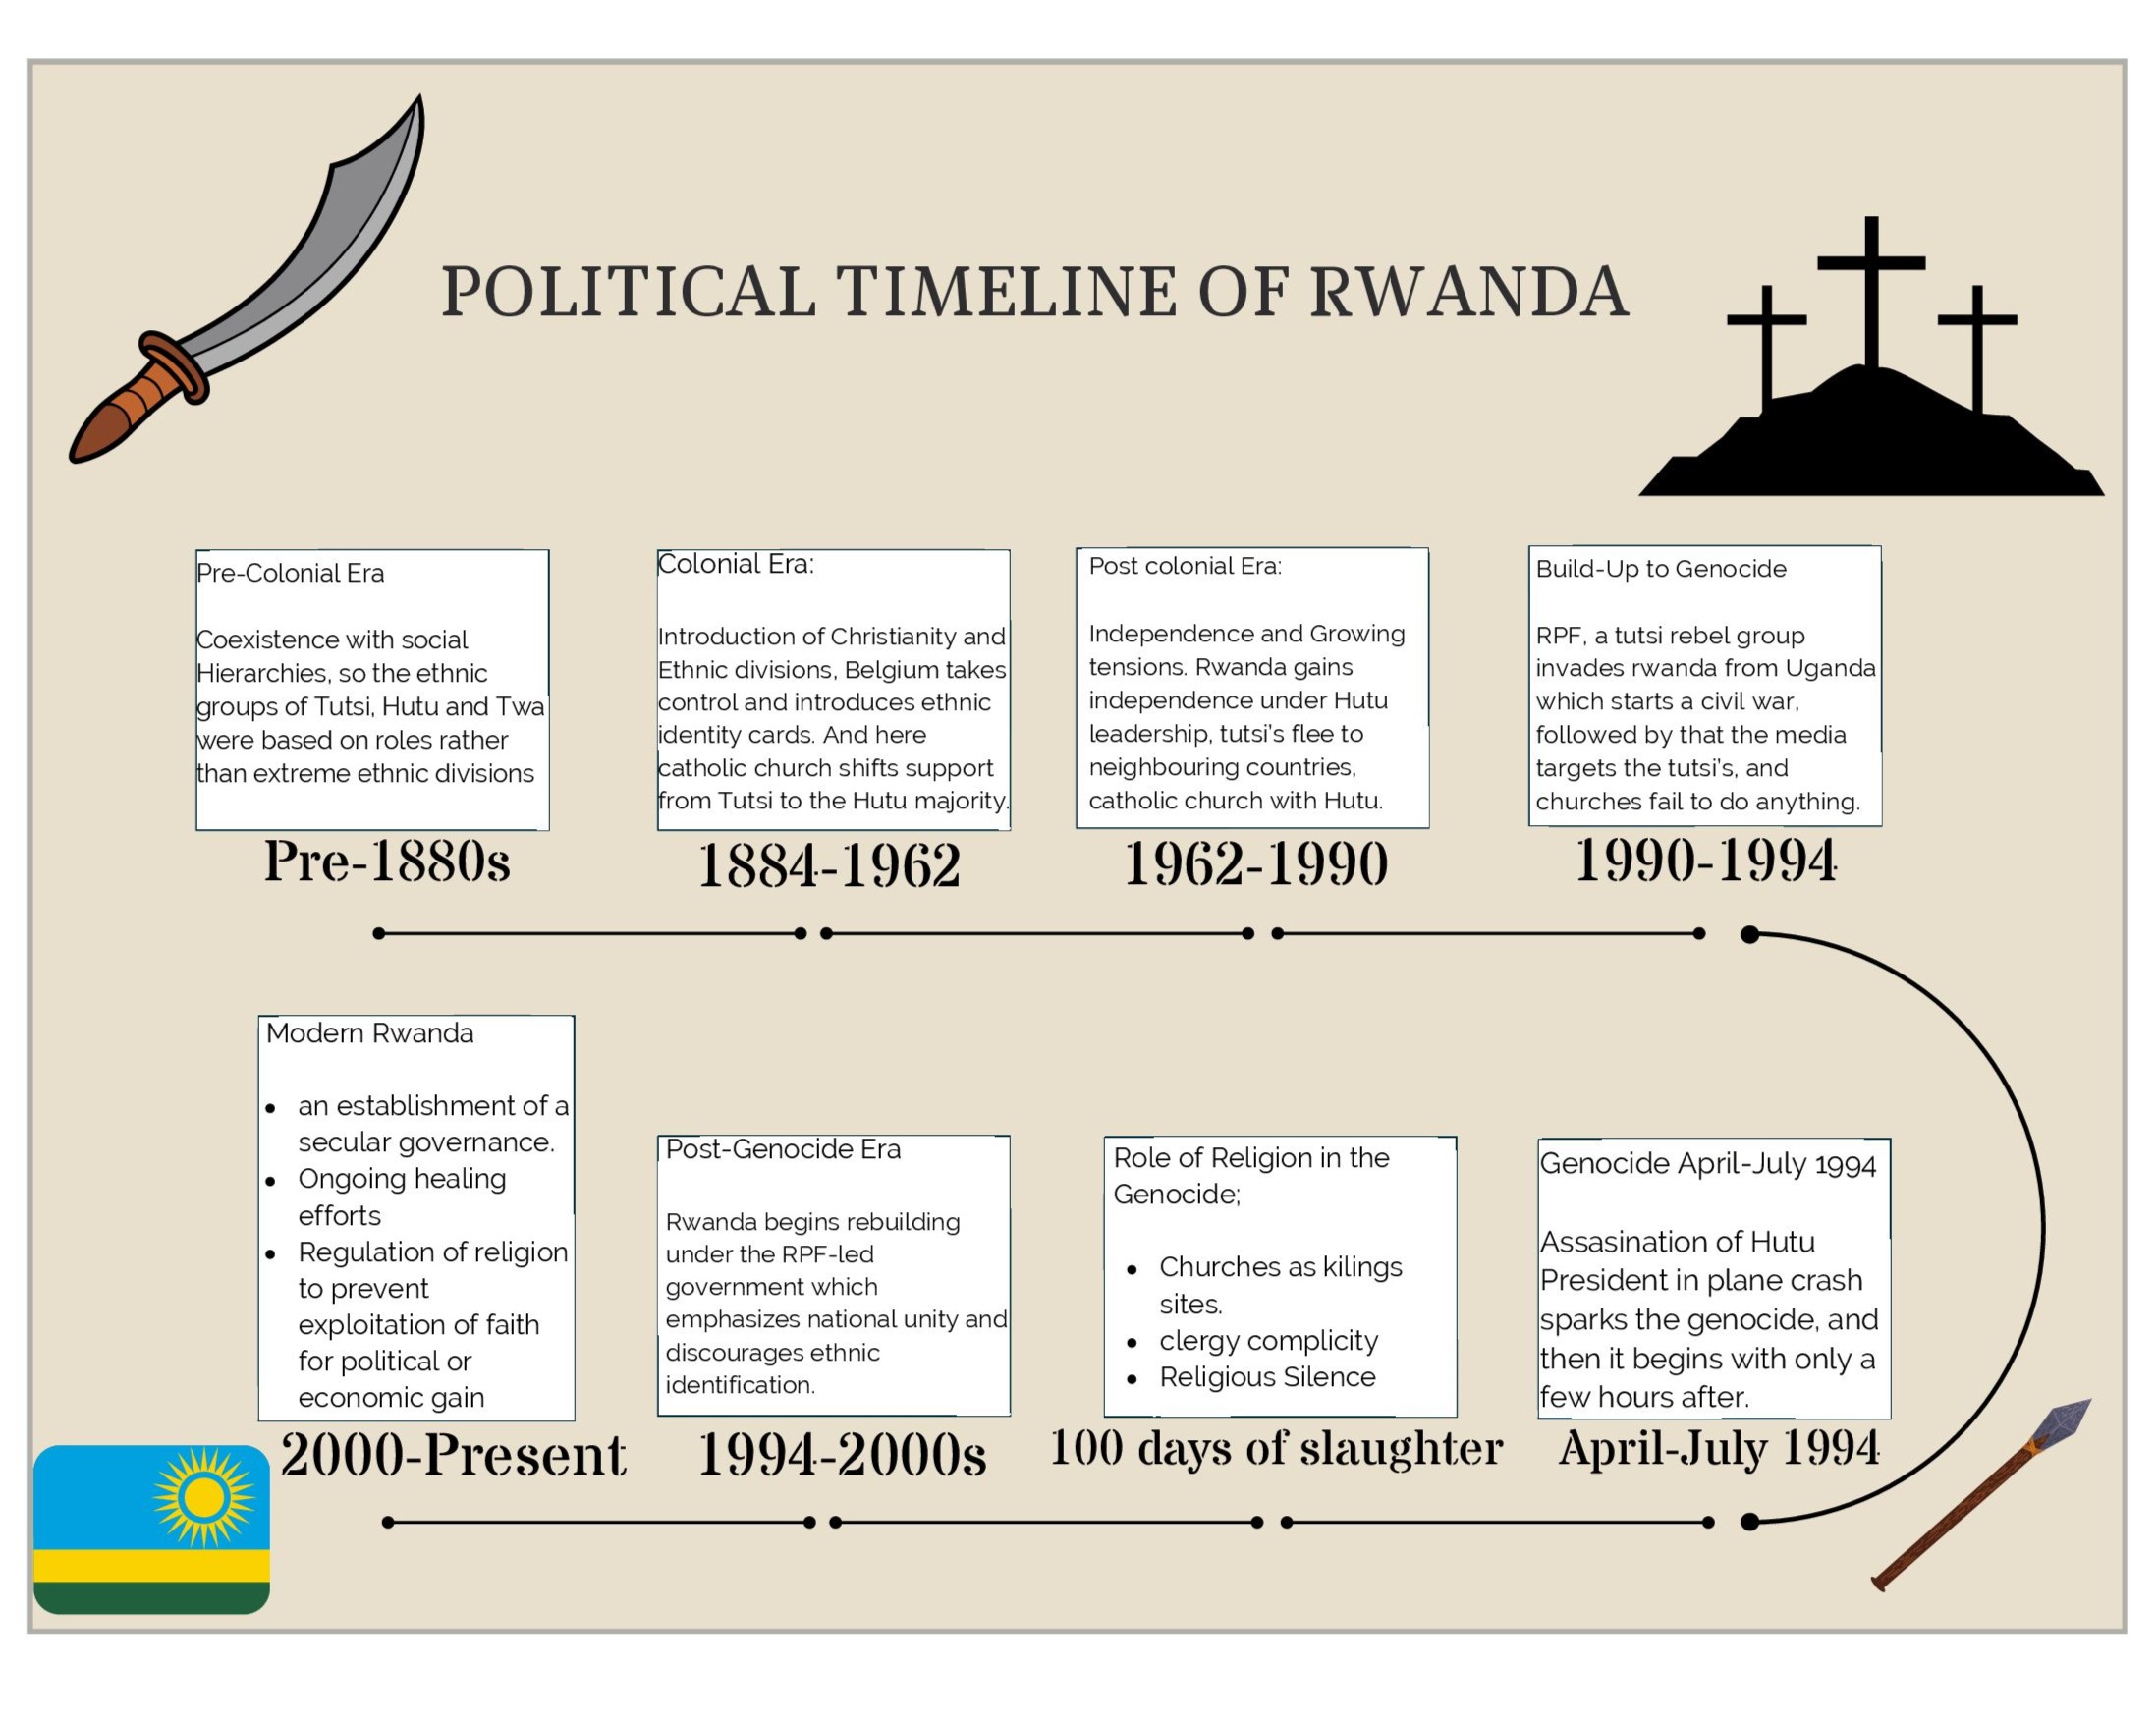 POLITICAL TIMELINE OF RWANDA
Pre-Colonial Era
Coexistence with social
Hierarchies, so the ethnic
groups of Tutsi, Hutu and Twa
were based on roles rather
than extreme ethnic divisions
Pre-1880s
Colonial Era:
Introduction of Christianity and
Ethnic divisions, Belgium takes
control and introduces ethnic
identity cards. And here
catholic church shifts support
from Tutsi to the Hutu majority.
1884-1962
Post colonial Era:
Independence and Growing
tensions. Rwanda gains
independence under Hutu
leadership, tutsi's flee to
neighbouring countries,
catholic church with Hutu.
1962-1990
Build-Up to Genocide
RPF, a tutsi rebel group
invades rwanda from Uganda
which starts a civil war,
followed by that the media
targets the tutsi's, and
churches fail to do anything.
1990-1994
Genocide April-July 1994
Assasination of Hutu
President in plane crash
sparks the genocide, and
then it begins with only a
few hours after.
April-July 1994
Role of Religion in the
Genocide;
• Churches as kilings
sites.
• clergy complicity
• Religious Silence
100 days of slaughter
Post-Genocide Era
Rwanda begins rebuilding
under the RPF-led
government which
emphasizes national unity and
discourages ethnic
identification.
1994-2000s
Modern Rwanda
• an establishment of a
secular governance.
• Ongoing healing
efforts
• Regulation of religion
to prevent
exploitation of faith
for political or
economic gain
2000-Present